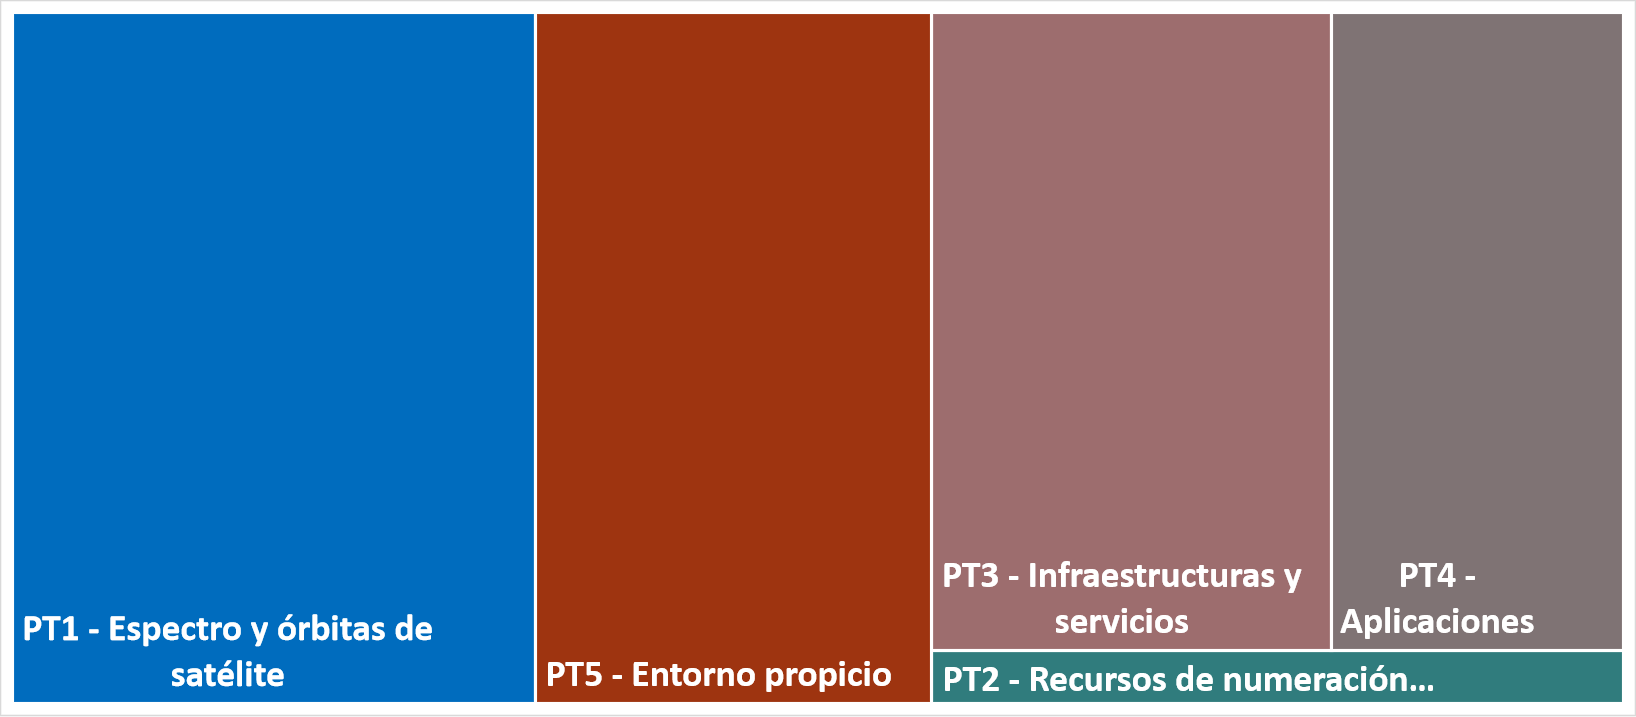 PT1 - Espectro y órbitas de
satélite
PT5 - Entorno propicio
PT3 - Infraestructuras y
servicios
PT4 -
Aplicaciones
PT2 - Recursos de numeración...